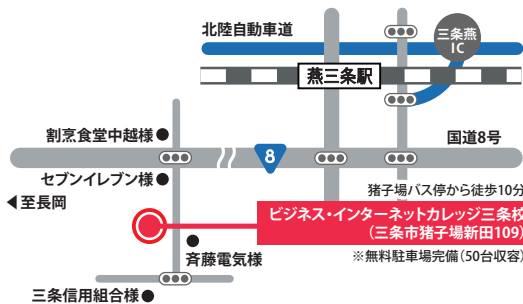 北陸自動車道
三条燕
IC
燕三条駅
割烹食堂中越様●
国道8号
8
セブンイレブン様●
猪子場バス停から徒歩10分
◀至長岡
ビジネス・インターネットカレッジ三条校
(三条市猪子場新田109)
斉藤電気様
※無料駐車場完備(50台収容)
三条信用組合様●